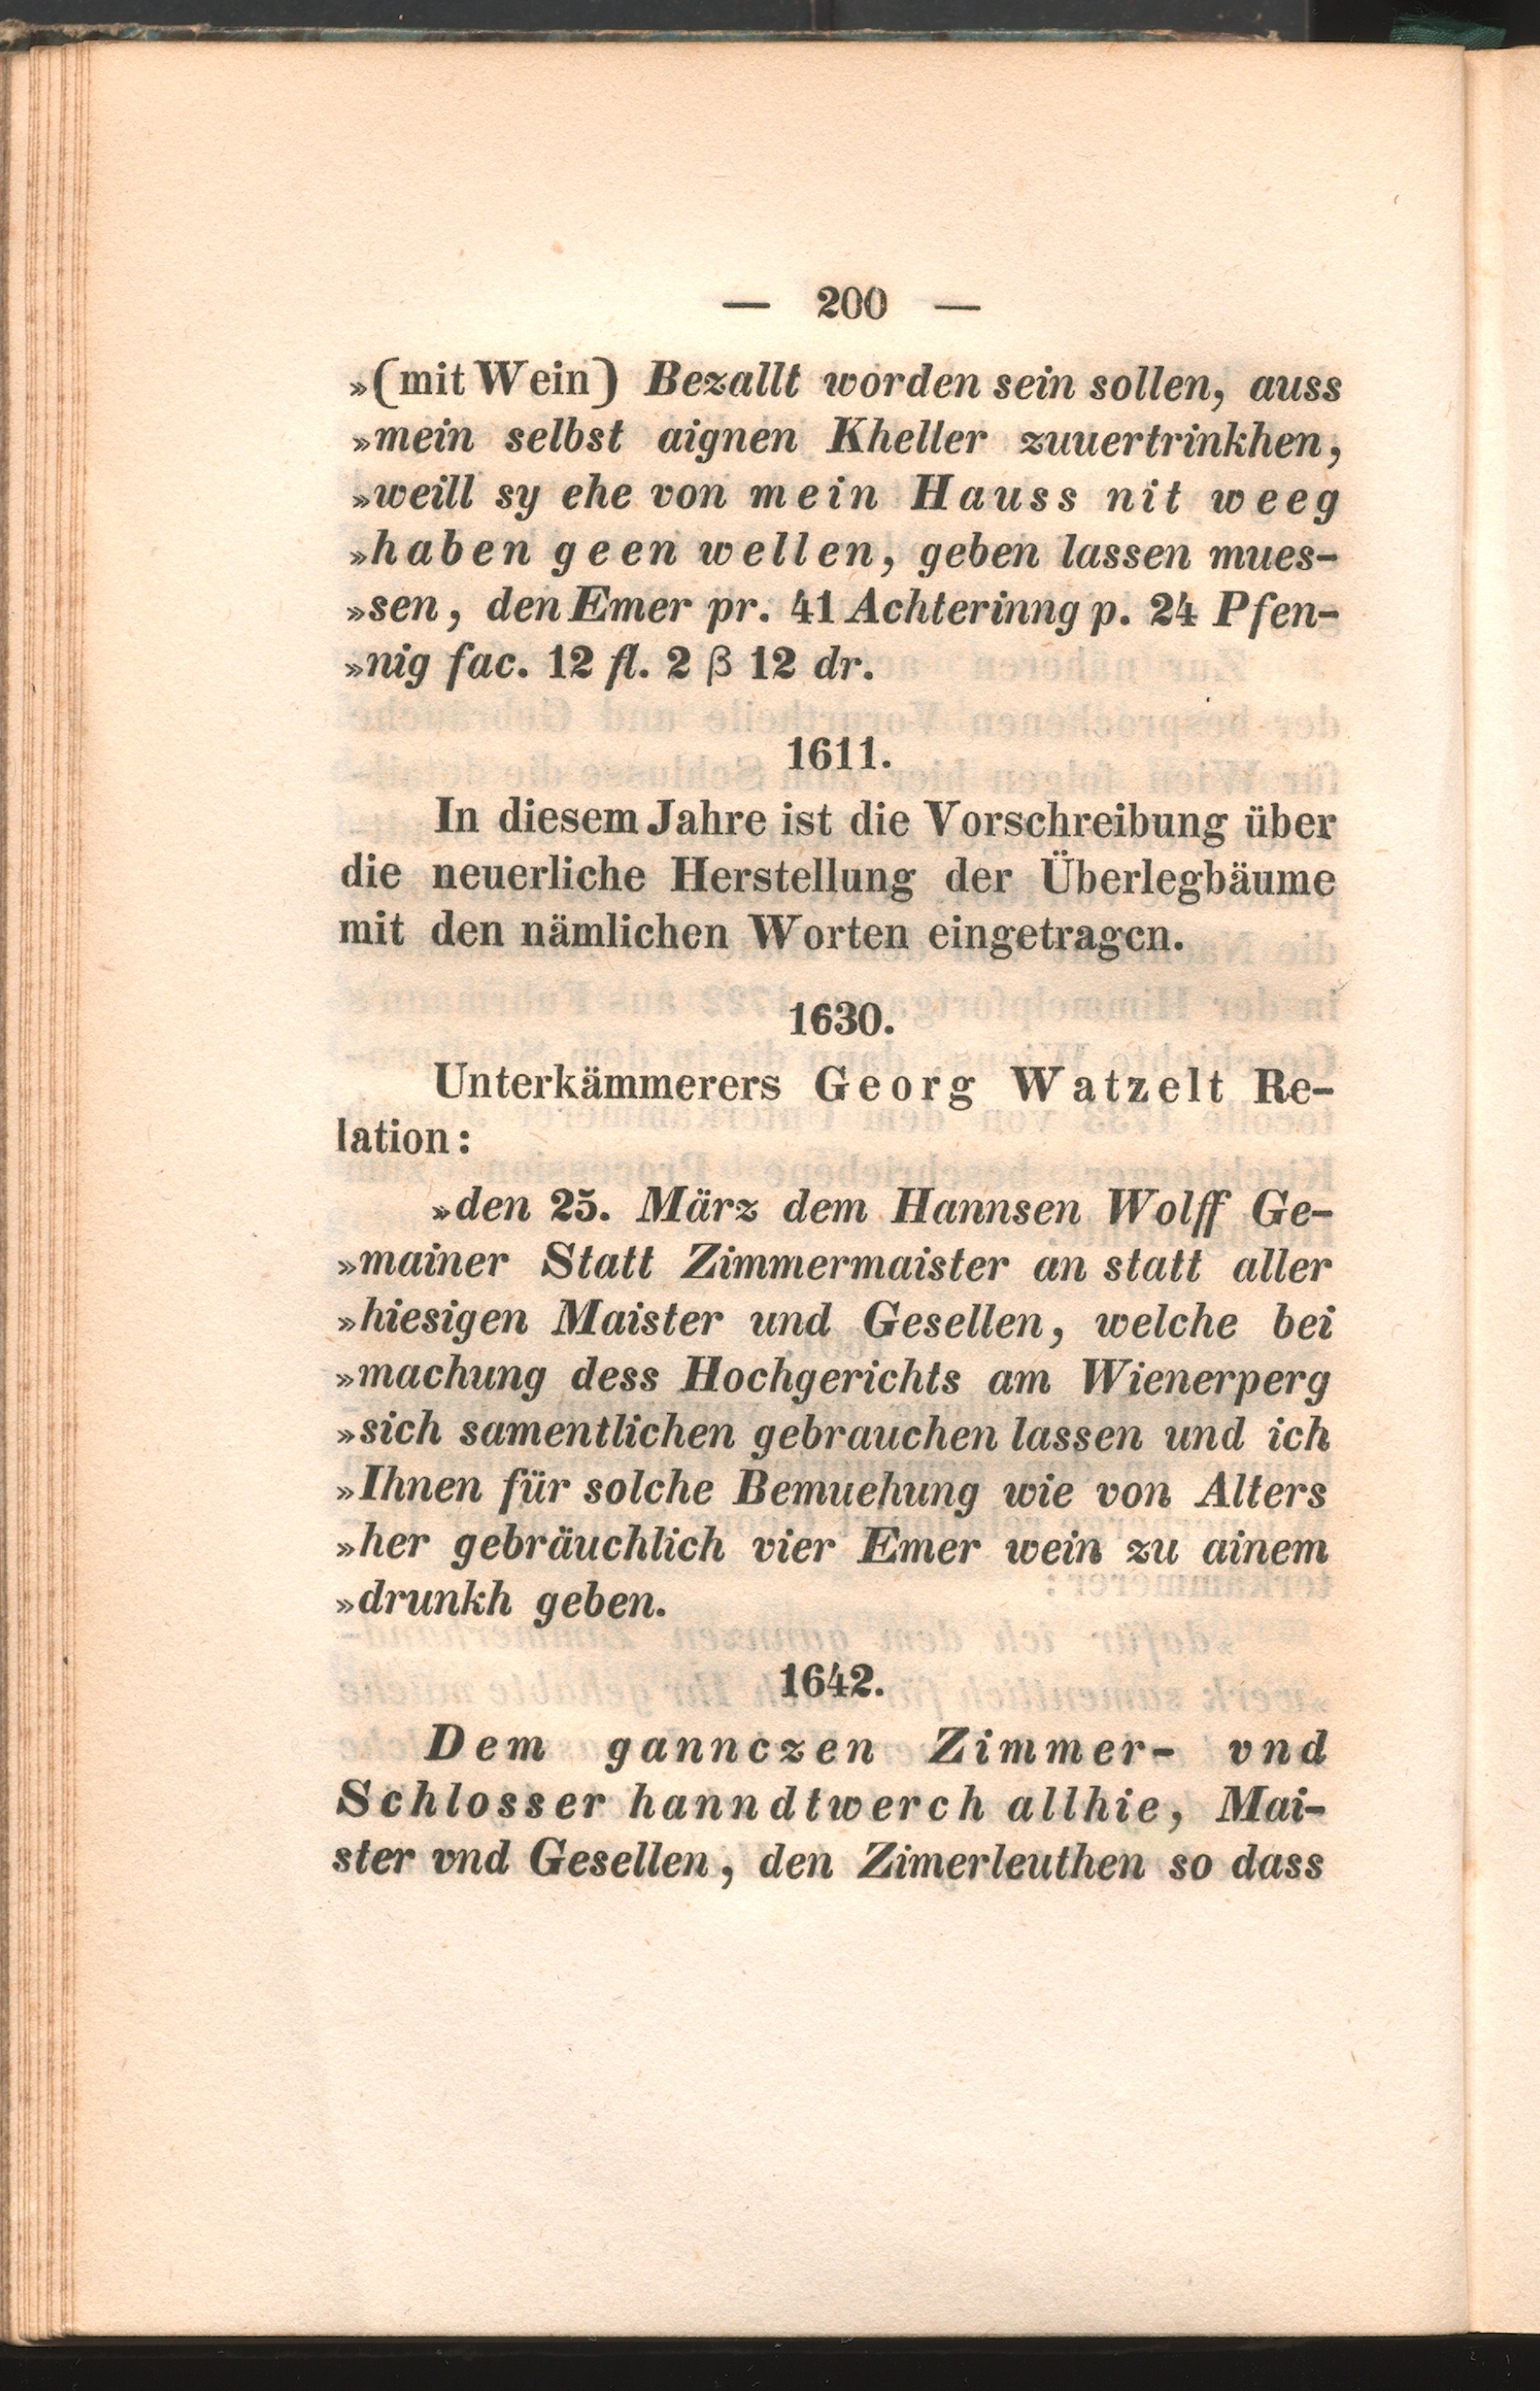 — 200 —
»(mit Wein) Bezallt worden sein sollen, auss
»mein selbst aignen Kheller zuuertrinkhen,
»weill sy ehe von mein Hauss nit weeg
»haben geen wellen, geben lassen mues-
»sen, den Emer pr. 41 Achterinng p. 24 Pfen-
»nig fac. 12 fl. 2 β 12 dr.
1611.
In diesem Jahre ist die Vorschreibung über
die neuerliche Herstellung der Überlegbäume
mit den nämlichen Worten eingetragen.
1630.
Unterkämmerers Georg Watzelt Re-
lation:
»den 25. März dem Hannsen Wolff Ge-
»mainer Statt Zimmermaister an statt aller
»hiesigen Maister und Gesellen, welche bei
»machung dess Hochgerichts am Wienerperg
»sich samentlichen gebrauchen lassen und ich
»Ihnen für solche Bemuehung wie von Alters
»her gebräuchlich vier Emer wein zu ainem
»drunkh geben.
1642.
Dem gannczen Zimmer- vnd
Schlosser hanndtwerch allhie, Mai-
ster vnd Gesellen, den Zimerleuthen so dass